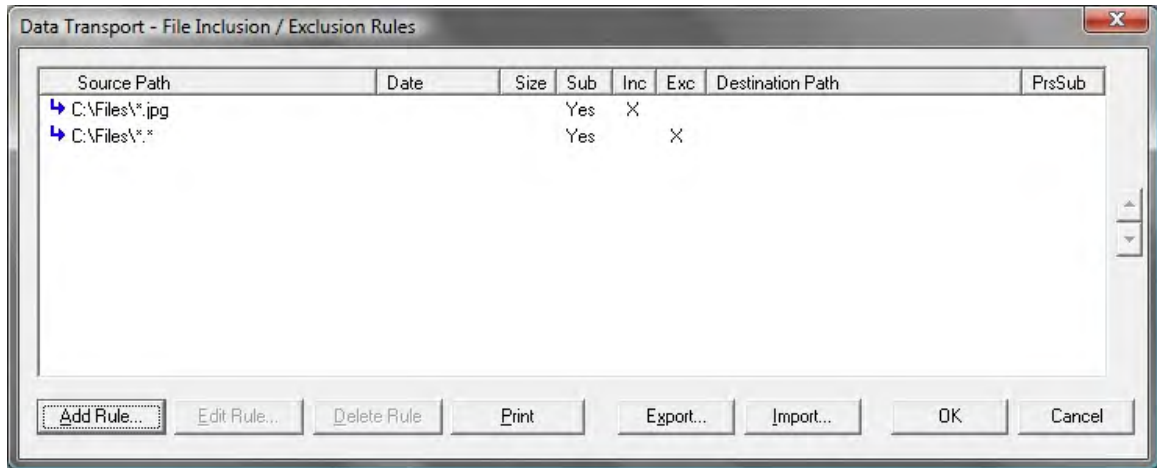 Data Transport - File Inclusion / Exclusion Rules
X
Source Path Date Size Sub Inc Exc Destination Path PrsSub
C:\Files\*.jpg Yes X
C:\Files\*.* Yes X
Add Rule... Edit Rule... Delete Rule Print Export... Import... OK Cancel